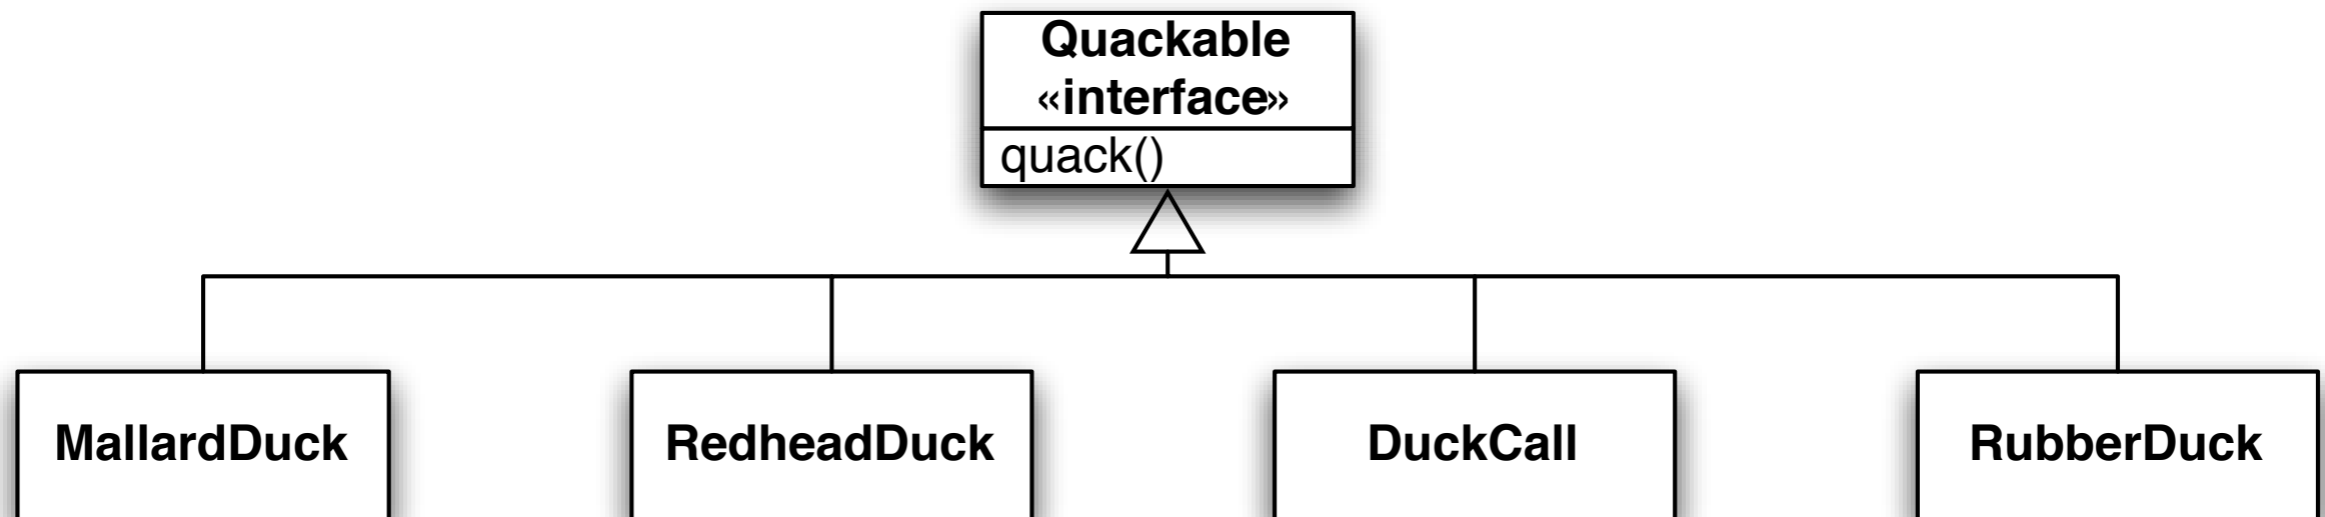 Quackable
«interface»
quack()
MallardDuck
RedheadDuck
DuckCall
RubberDuck